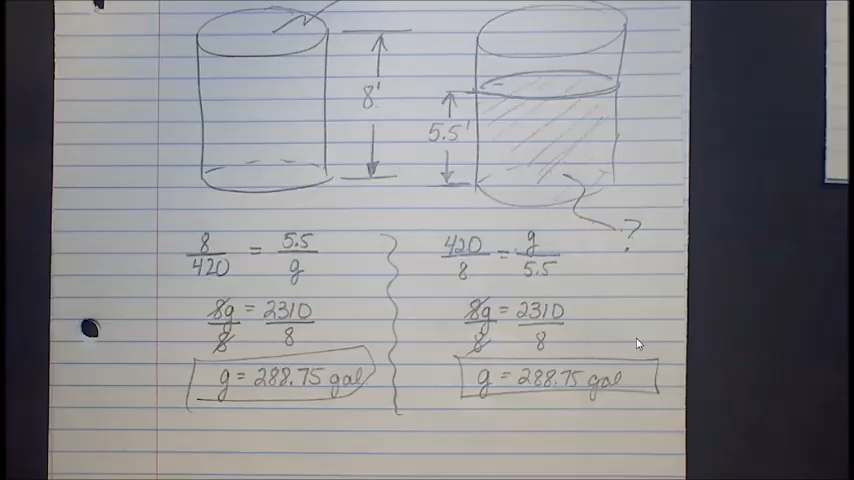 8'
5.5'
?
8/420 = 5.5/g
8g/8 = 2310/8
g = 288.75 gal
420/8 = g/5.5
8g/8 = 2310/8
g = 288.75 gal